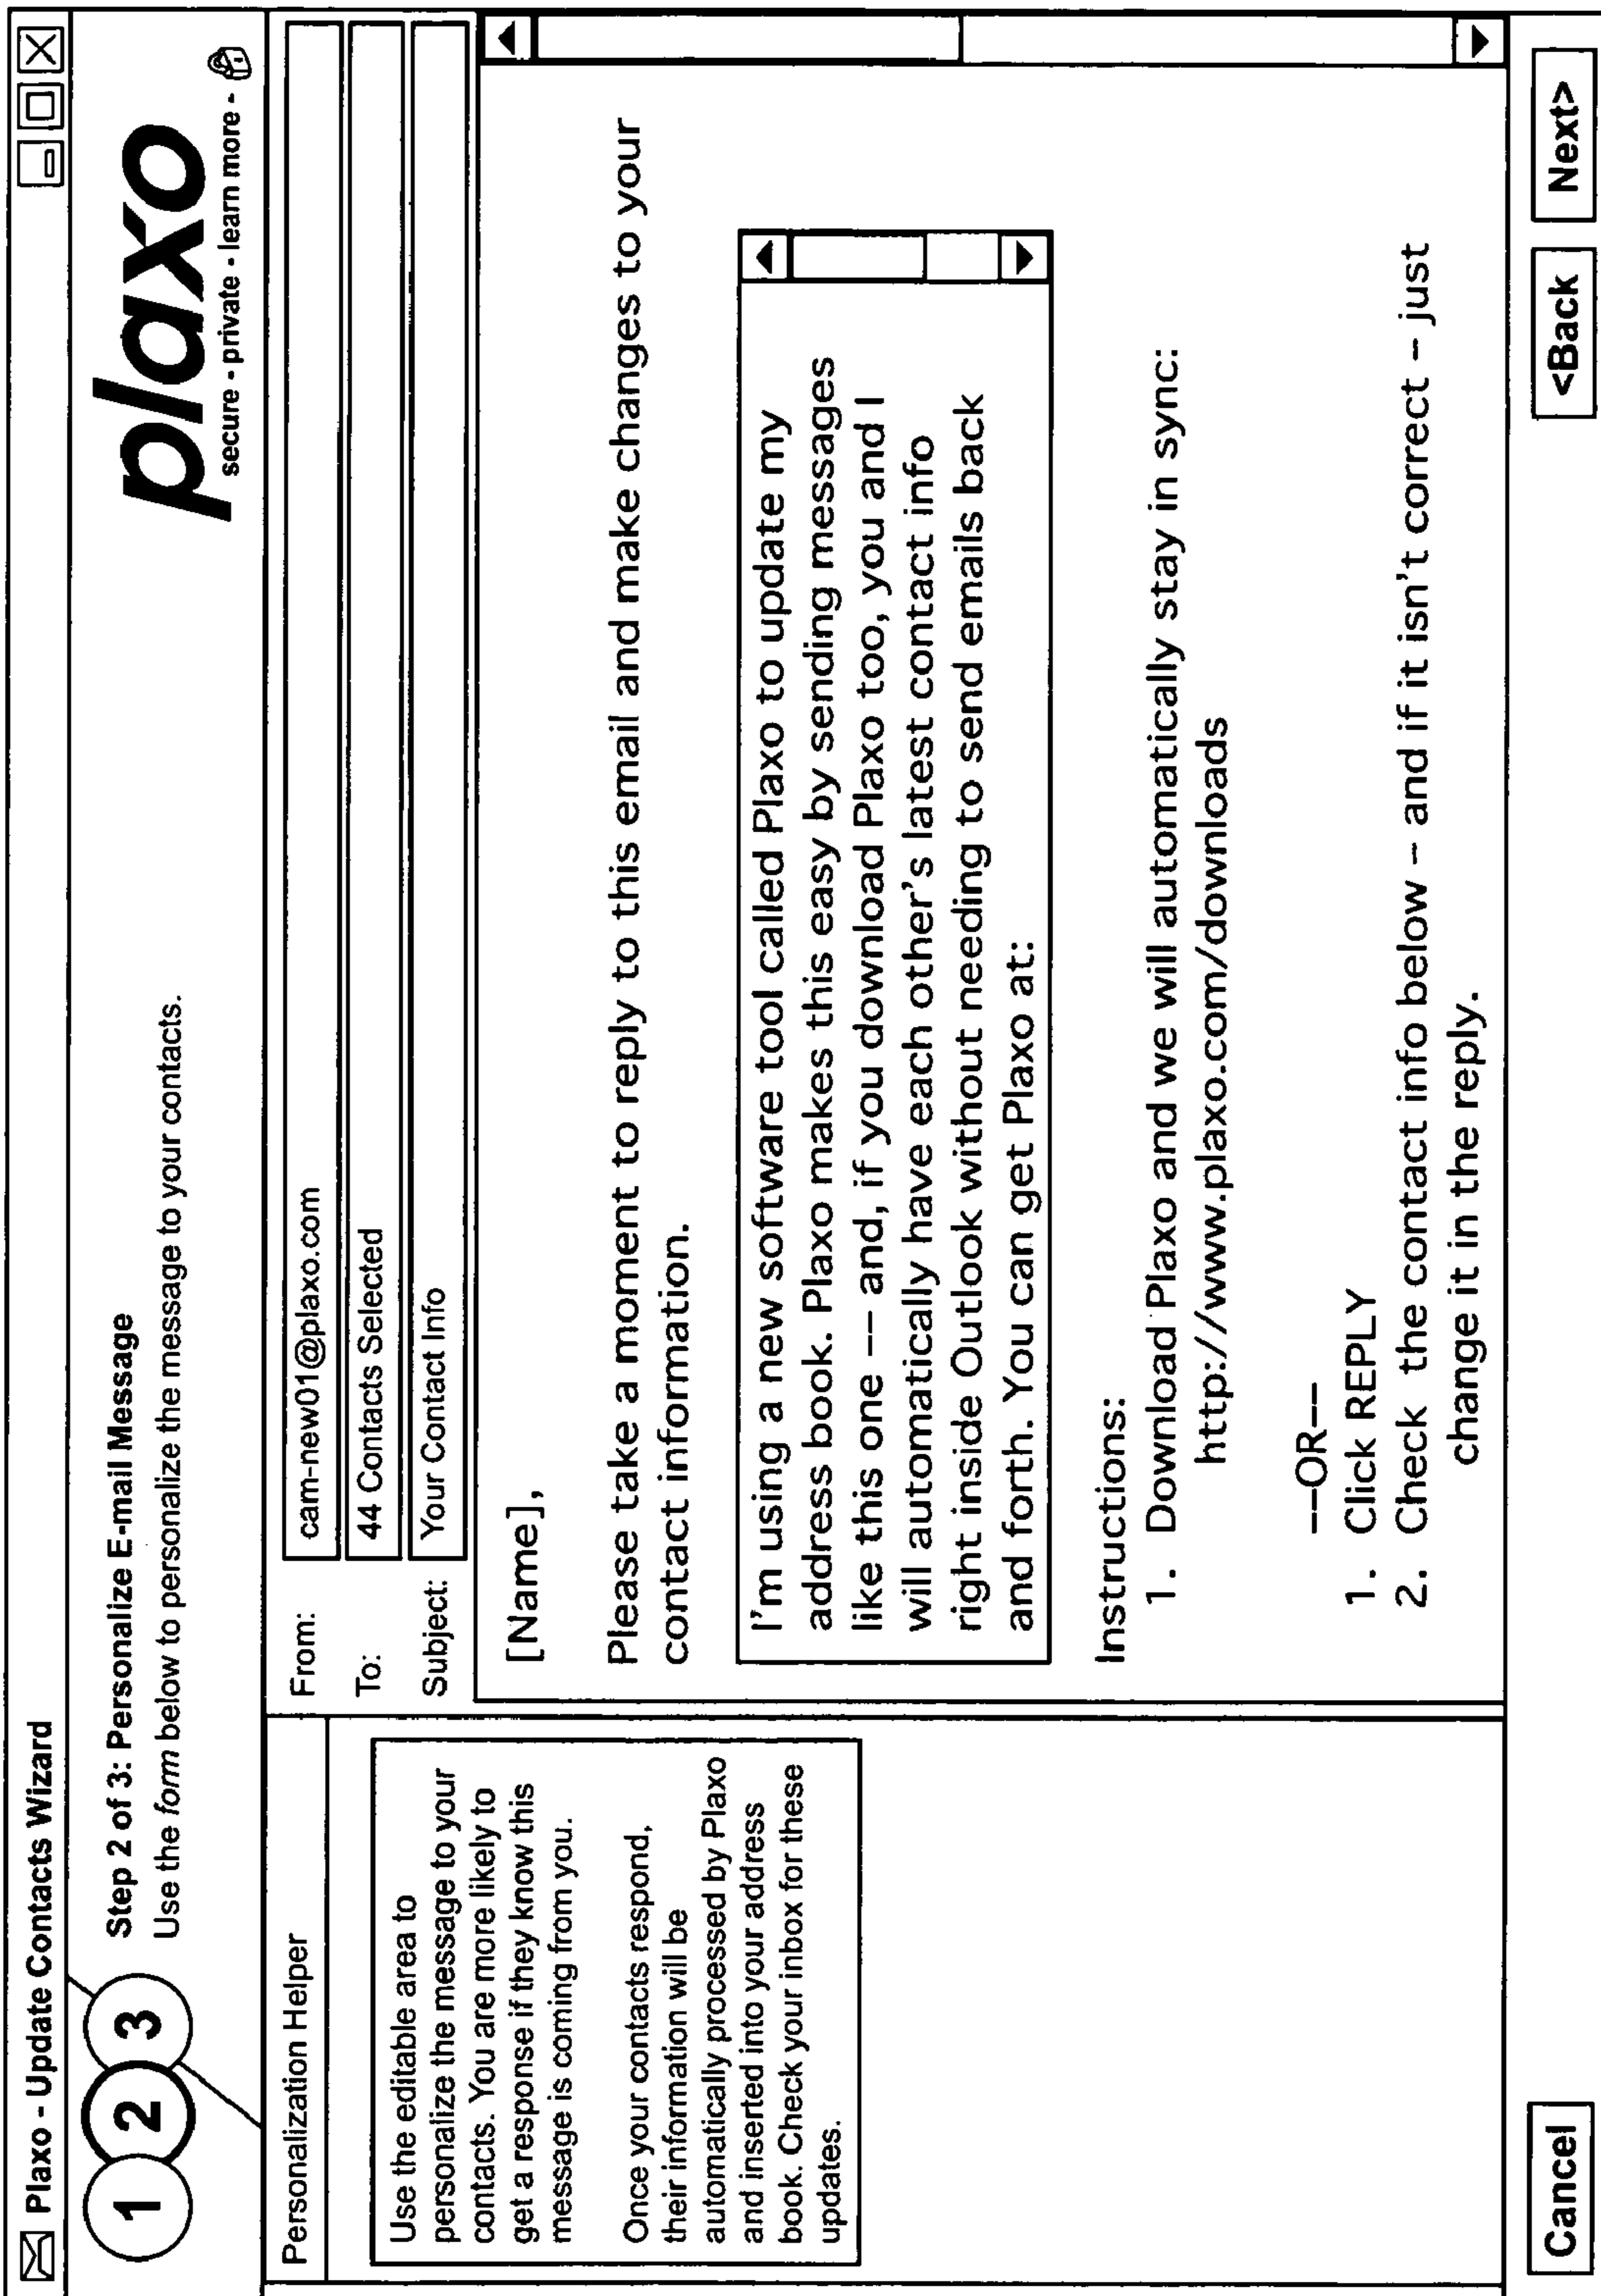 Plaxo - Update Contacts Wizard
1 2 3
Step 2 of 3: Personalize E-mail Message
Use the form below to personalize the message to your contacts.
plaxo
secure - private - learn more -
Personalization Helper
Use the editable area to
personalize the message to your
contacts. You are more likely to
get a response if they know this
message is coming from you.
Once your contacts respond,
their information will be
automatically processed by Plaxo
and inserted into your address
book. Check your inbox for these
updates.
From: cam-new01@plaxo.com
To: 44 Contacts Selected
Subject: Your Contact Info
[Name],
Please take a moment to reply to this email and make changes to your
contact information.
I'm using a new software tool called Plaxo to update my
address book. Plaxo makes this easy by sending messages
like this one -- and, if you download Plaxo too, you and I
will automatically have each other's latest contact info
right inside Outlook without needing to send emails back
and forth. You can get Plaxo at:
Instructions:
1. Download Plaxo and we will automatically stay in sync:
http://www.plaxo.com/downloads
--OR--
1. Click REPLY
2. Check the contact info below – and if it isn't correct – just
change it in the reply.
Cancel
<Back
Next>